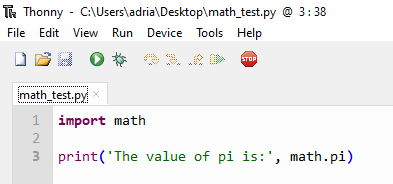 Thonny - C:\Users\adria\Desktop\math_test.py @ 3:38
File Edit View Run Device Tools Help
STOP
math_test.py ×
1 import math
2
3 print('The value of pi is:', math.pi)